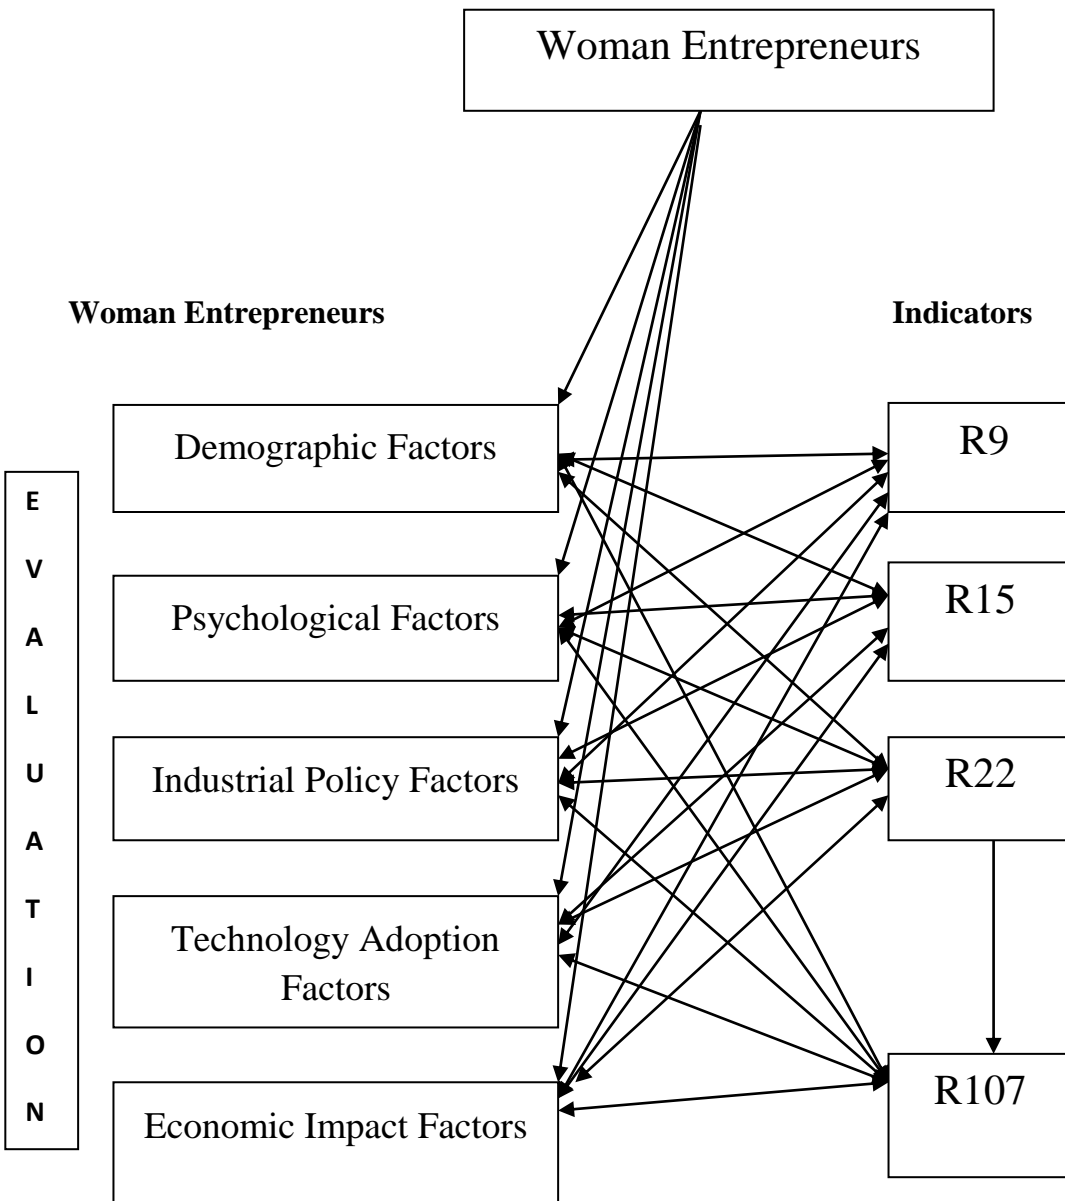 Woman Entrepreneurs
Woman Entrepreneurs
Indicators
Demographic Factors
R9
E
V
A
L
U
A
T
I
O
N
Psychological Factors
R15
Industrial Policy Factors
R22
Technology Adoption
Factors
Economic Impact Factors
R107